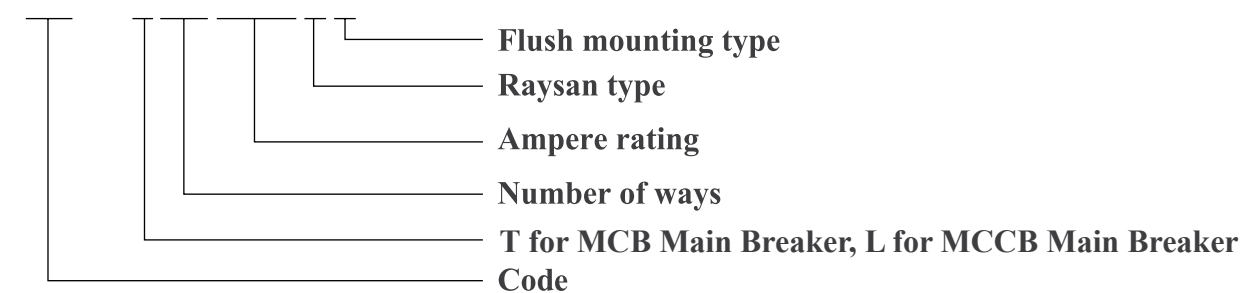 Flush mounting type
Raysan type
Ampere rating
Number of ways
T for MCB Main Breaker, L for MCCB Main Breaker
Code